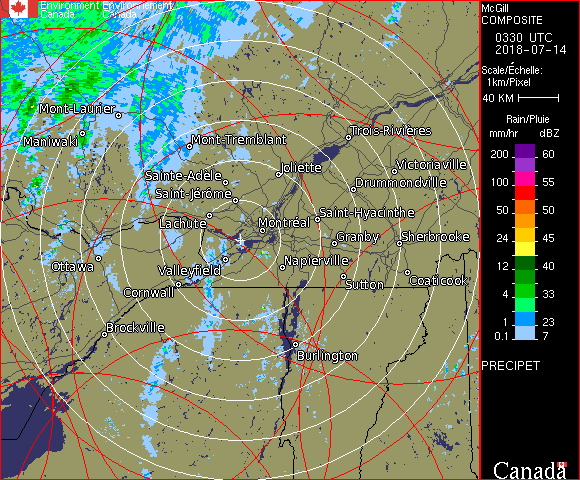 Environment Environnement
Canada Canada
Mont-Laurier
Maniwaki
Mont-Tremblant
Trois-Rivières
Sainte-Adèle
Joliette
Victoriaville
Saint-Jérôme
Drummondville
Lachute
Montréal
Saint-Hyacinthe
Granby
Sherbrooke
Ottawa
Valleyfield
Napierville
Cornwall
Sutton
Coaticook
Brockville
Burlington
McGill
COMPOSITE
0330 UTC
2018-07-14
Scale/Échelle:
1km/Pixel
40 KM
Rain/Pluie
mm/hr dBZ
200 60
100 55
50 50
24 45
12 40
8 33
4 30
1 23
0.1 7
PRECIPET
Canada